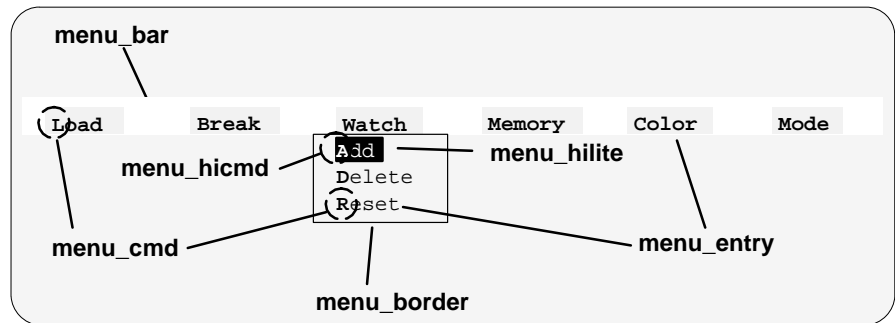 menu_bar
Load Break Watch Memory Color Mode
Add
menu_hicmd
menu_hilite
Delete
Reset
menu_cmd
menu_entry
menu_border